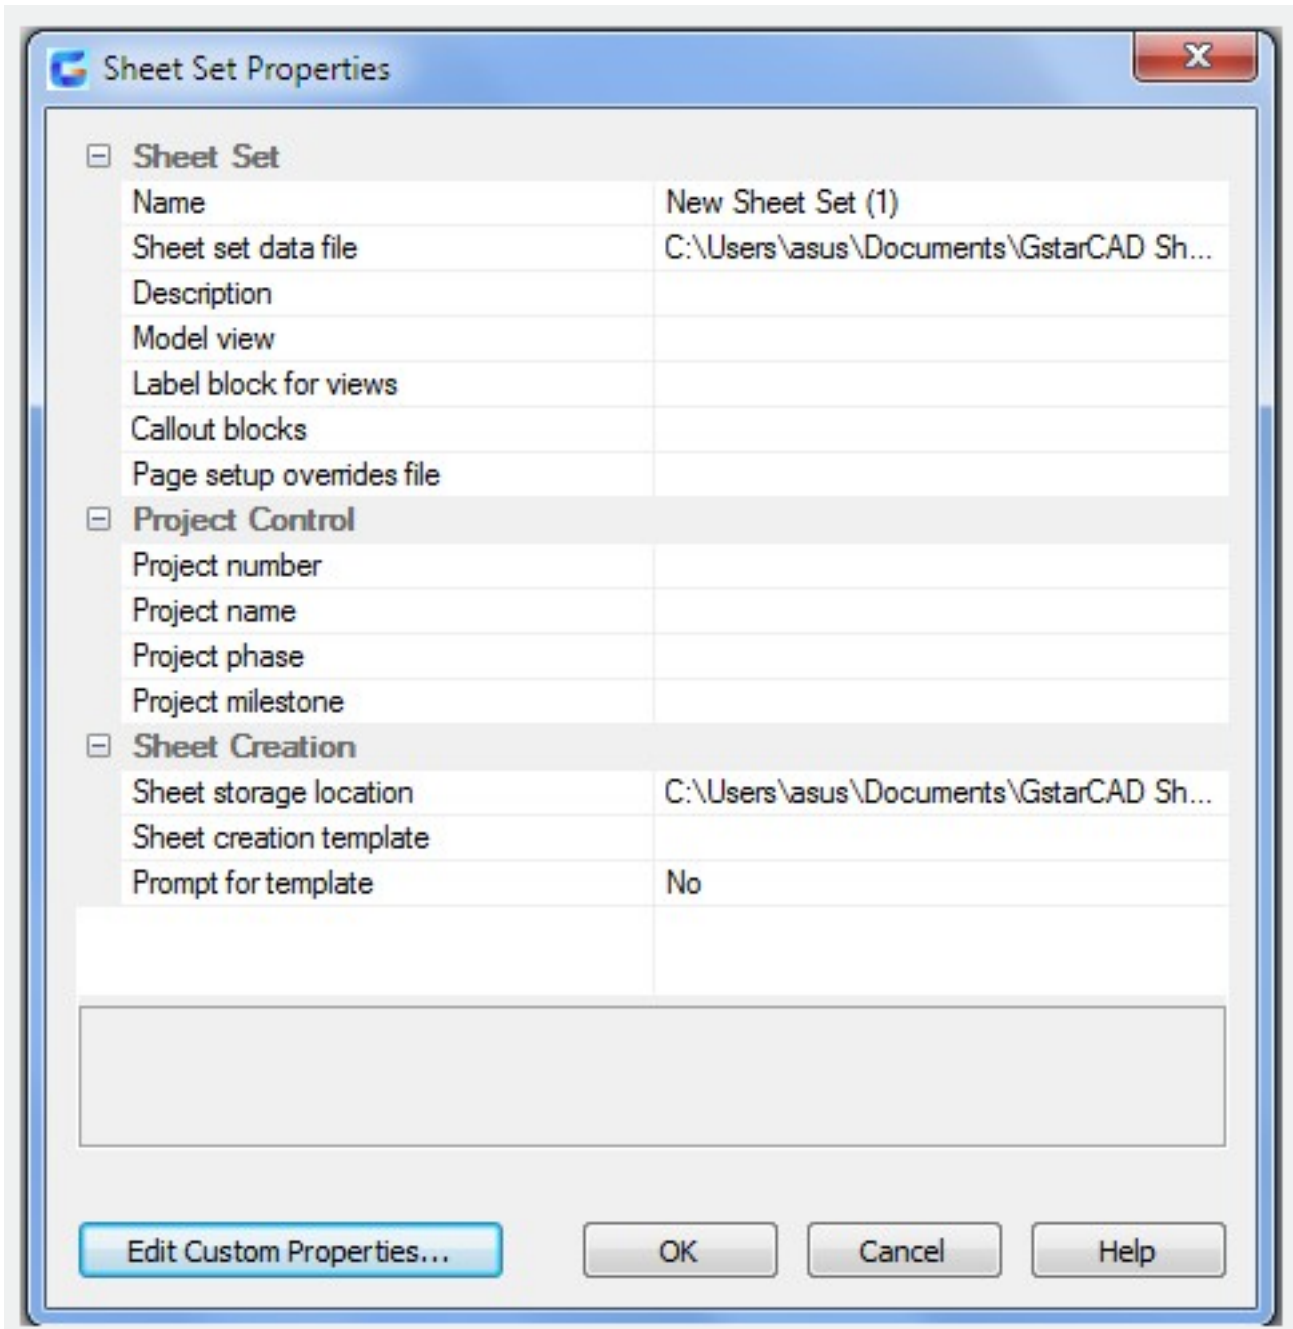 Sheet Set Properties
Sheet Set
Name New Sheet Set (1)
Sheet set data file C:\Users\asus\Documents\GstarCAD Sh...
Description
Model view
Label block for views
Callout blocks
Page setup overrides file
Project Control
Project number
Project name
Project phase
Project milestone
Sheet Creation
Sheet storage location C:\Users\asus\Documents\GstarCAD Sh...
Sheet creation template
Prompt for template No
Edit Custom Properties... OK Cancel Help